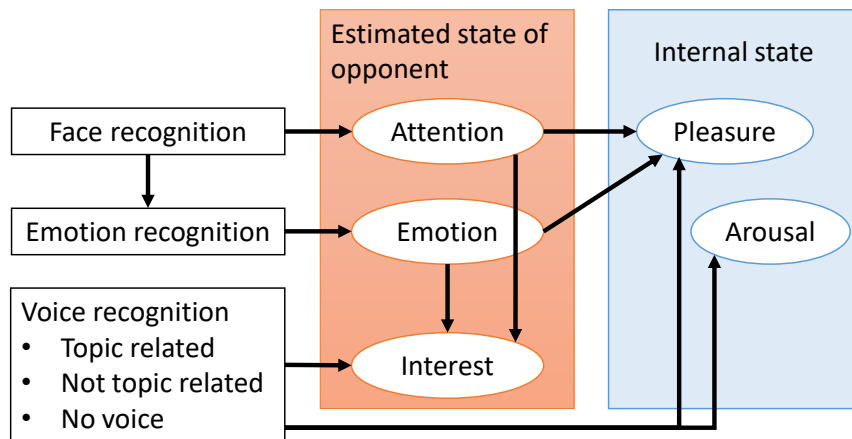 Estimated state of
opponent
Internal state
Face recognition
Attention
Pleasure
Emotion recognition
Emotion
Arousal
Voice recognition
• Topic related
• Not topic related
• No voice
Interest